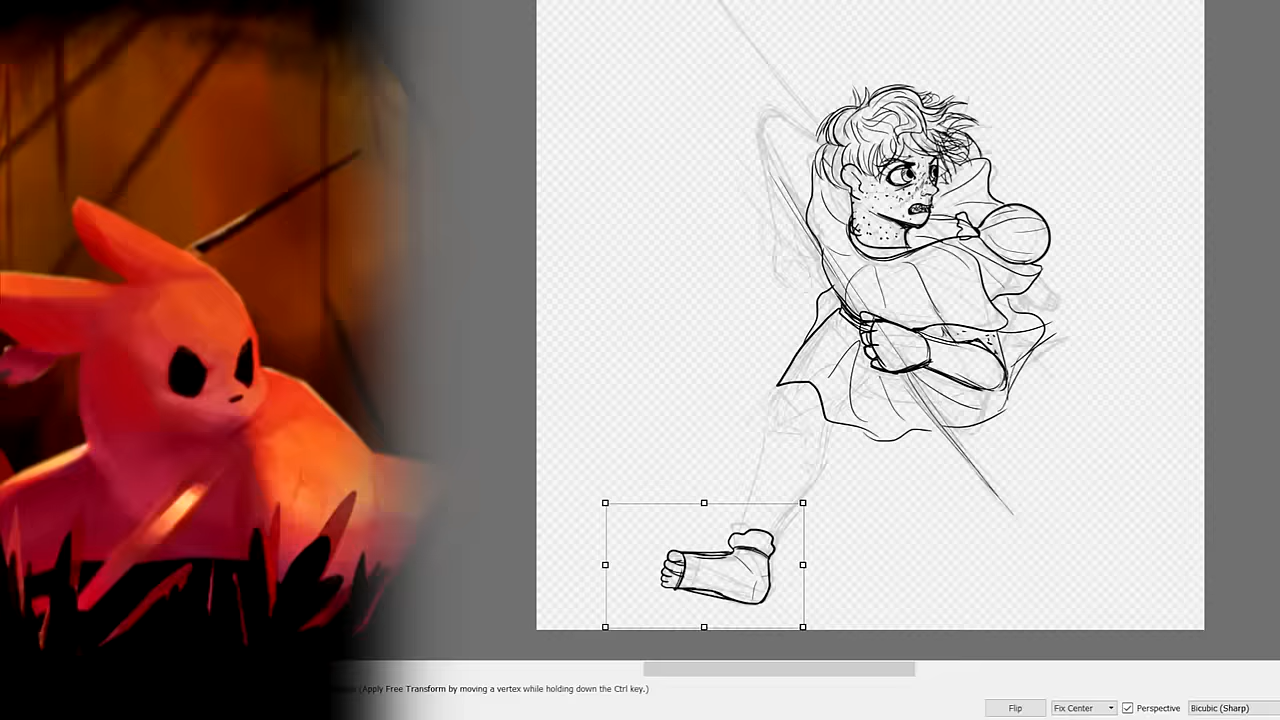 (Apply Free Transform by moving a vertex while holding down the Ctrl key.)
Flip Fix Center Perspective Bicubic (Sharp)